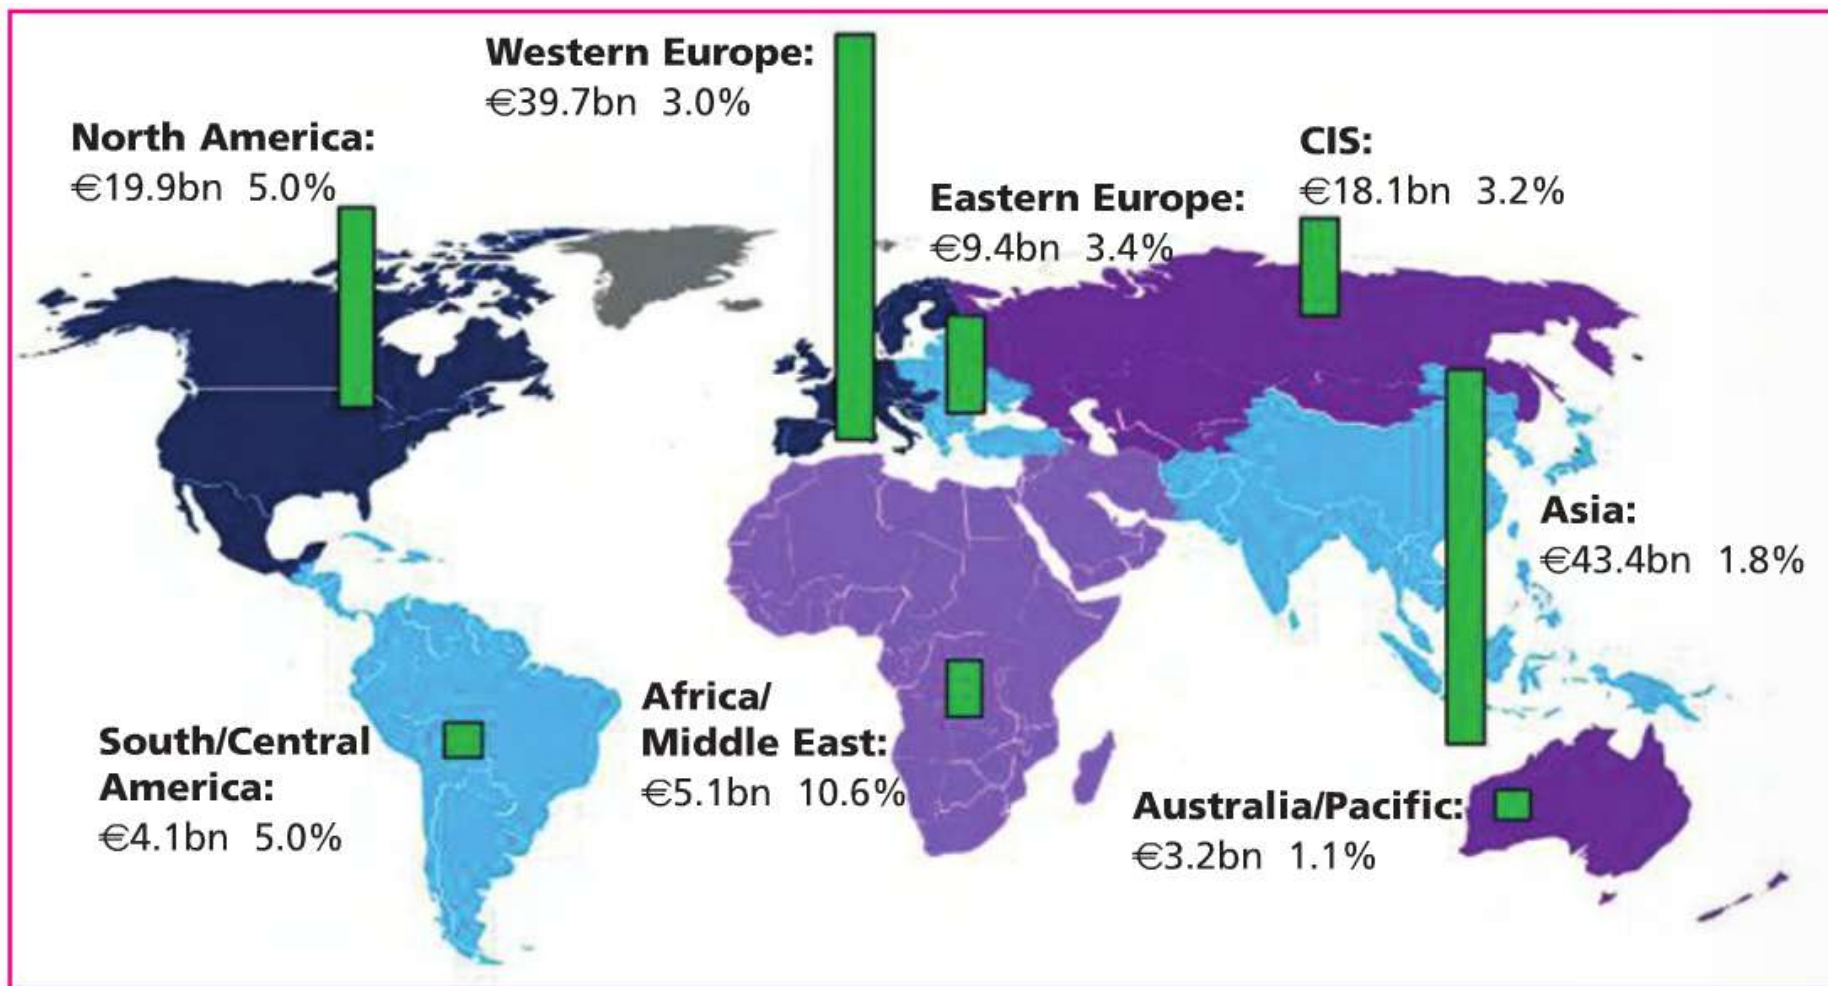 Western Europe:
€39.7bn 3.0%
North America:
€19.9bn 5.0%
CIS:
€18.1bn 3.2%
Eastern Europe:
€9.4bn 3.4%
Asia:
€43.4bn 1.8%
Africa/
Middle East:
€5.1bn 10.6%
South/Central
America:
€4.1bn 5.0%
Australia/Pacific:
€3.2bn 1.1%